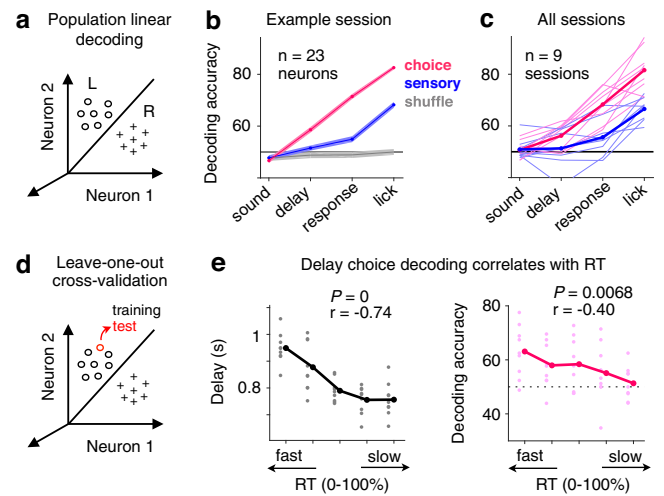 a
Population linear
decoding
Neuron 2
L
R
Neuron 1
b
Example session
n = 23
neurons
choice
sensory
shuffle
Decoding accuracy
80
60
sound
delay
response
lick
c
All sessions
n = 9
sessions
80
60
sound
delay
response
lick
d
Leave-one-out
cross-validation
training
test
Neuron 2
Neuron 1
e
Delay choice decoding correlates with RT
P = 0
r = -0.74
Delay (s)
1
0.8
fast
slow
RT (0-100%)
P = 0.0068
r = -0.40
Decoding accuracy
80
60
40
fast
slow
RT (0-100%)